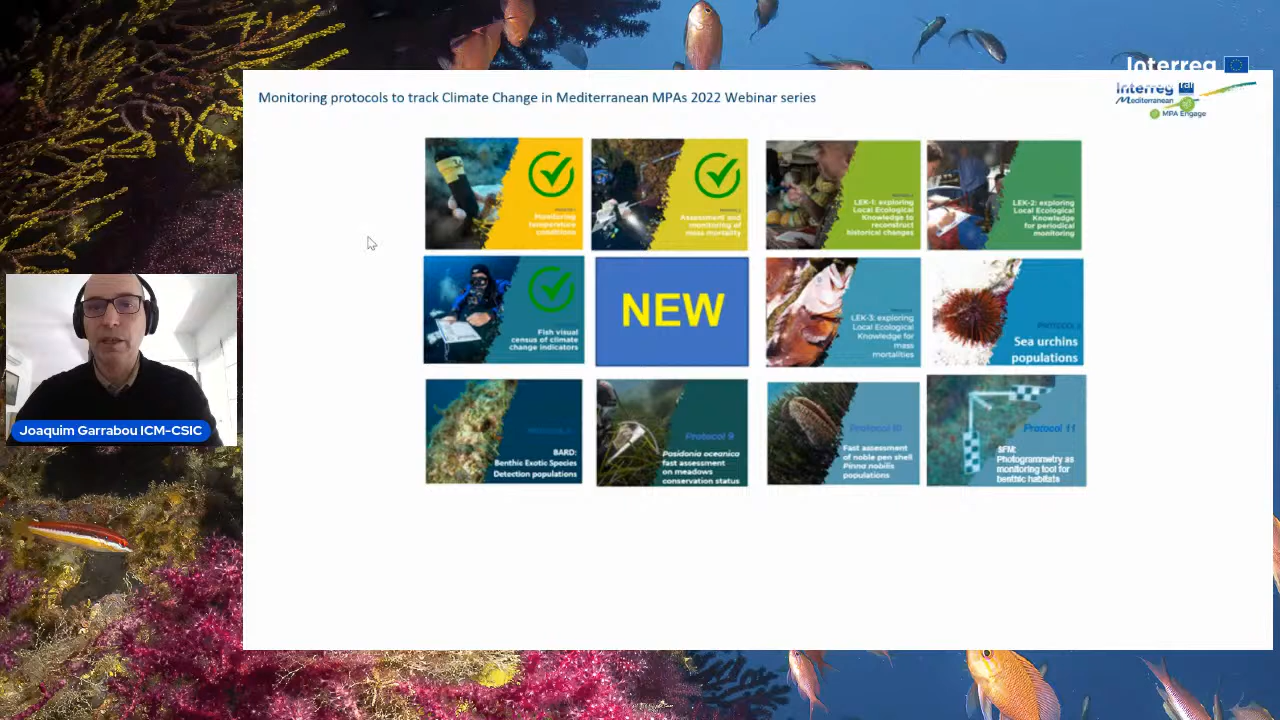 Interreg
Monitoring protocols to track Climate Change in Mediterranean MPAs 2022 Webinar series
Interreg
Mediterranean
MPA Engage
Monitoring
temperature
conditions
Assessment and
monitoring of
mass mortality
LEK-1: exploring
Local Ecological
Knowledge to
reconstruct
historical changes
LEK-2: exploring
Local Ecological
Knowledge
for periodical
monitoring
Fish visual
census of climate
change indicators
NEW
LEK-3: exploring
Local Ecological
Knowledge for
mass
mortalities
Sea urchins
populations
BARD:
Benthic Exotic Species
Detection populations
Protocol 9
Posidonia oceanica
fast assessment
on meadows
conservation status
Protocol 10
Fast assessment
of noble pen shell
Pinna nobilis
populations
Protocol 11
SFM:
Photogrammetry as
monitoring tool for
benthic habitats
Joaquim Garrabou ICM-CSIC